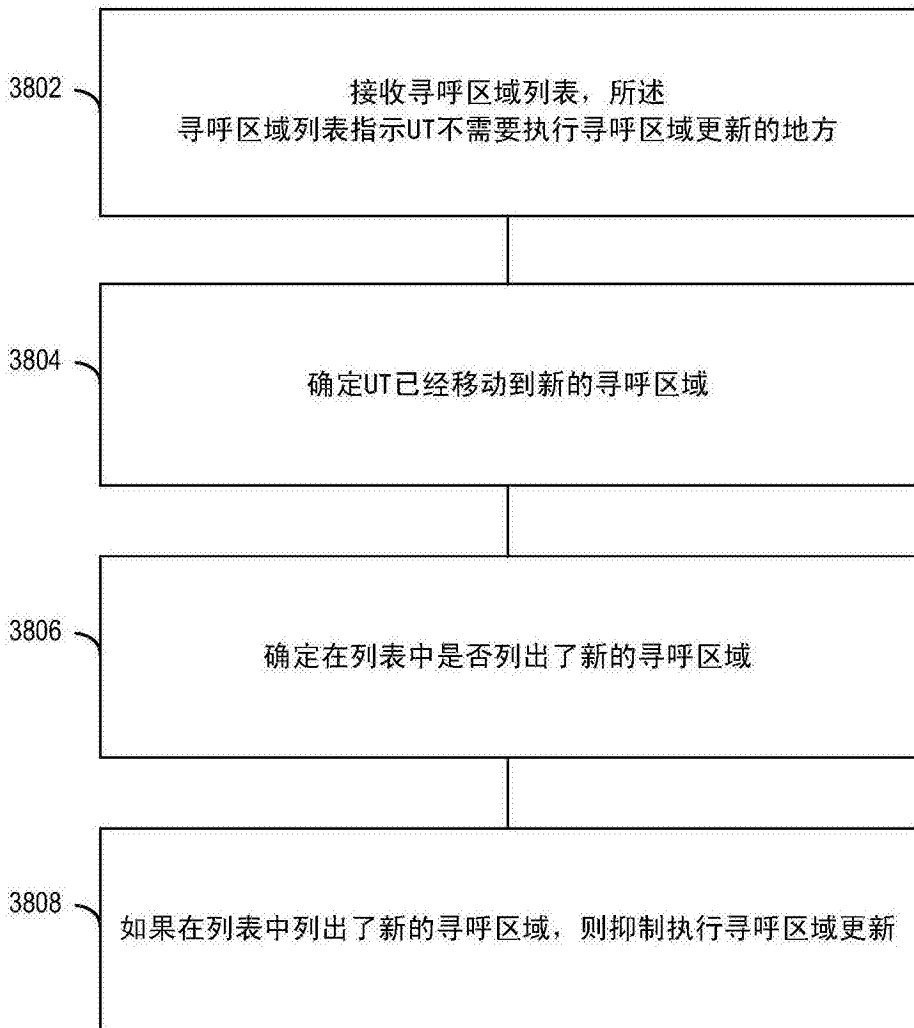 3802
接收寻呼区域列表，所述
寻呼区域列表指示UT不需要执行寻呼区域更新的地方
3804
确定UT已经移动到新的寻呼区域
3806
确定在列表中是否列出了新的寻呼区域
3808
如果在列表中列出了新的寻呼区域，则抑制执行寻呼区域更新